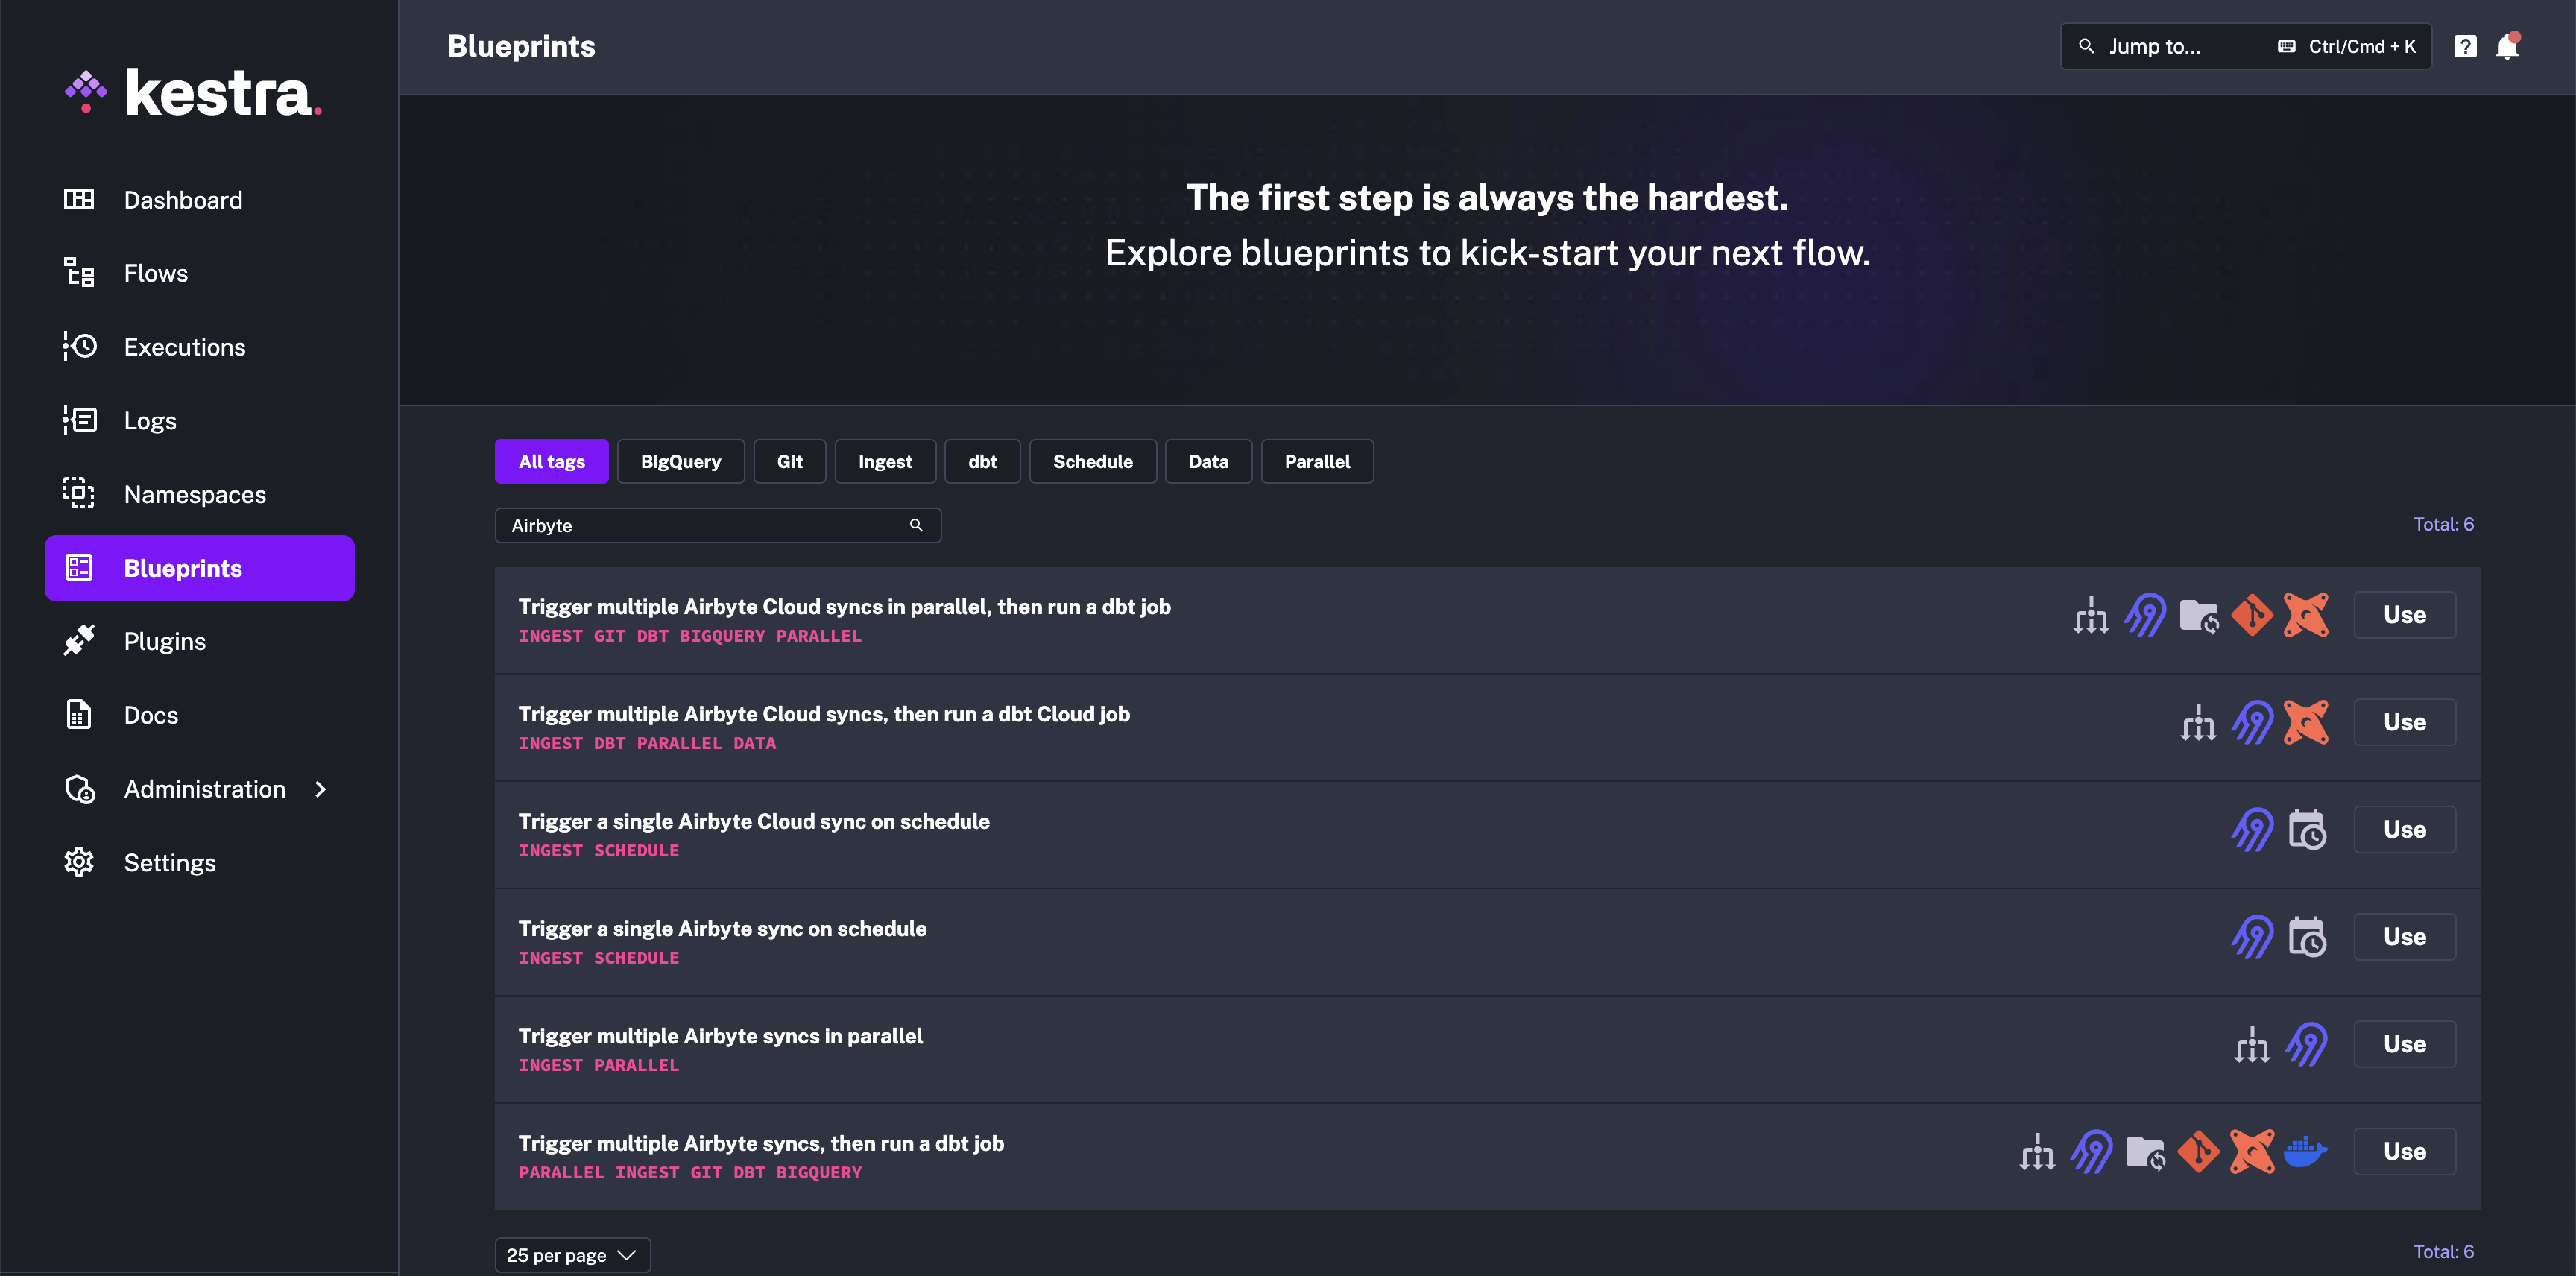 kestra.
Dashboard
Flows
Executions
Logs
Namespaces
Blueprints
Plugins
Docs
Administration
Settings
Blueprints
Jump to...
Ctrl/Cmd + K
The first step is always the hardest.
Explore blueprints to kick-start your next flow.
All tags
BigQuery
Git
Ingest
dbt
Schedule
Data
Parallel
Airbyte
Total: 6
Trigger multiple Airbyte Cloud syncs in parallel, then run a dbt job
INGEST GIT DBT BIGQUERY PARALLEL
Use
Trigger multiple Airbyte Cloud syncs, then run a dbt Cloud job
INGEST DBT PARALLEL DATA
Use
Trigger a single Airbyte Cloud sync on schedule
INGEST SCHEDULE
Use
Trigger a single Airbyte sync on schedule
INGEST SCHEDULE
Use
Trigger multiple Airbyte syncs in parallel
INGEST PARALLEL
Use
Trigger multiple Airbyte syncs, then run a dbt job
PARALLEL INGEST GIT DBT BIGQUERY
Use
25 per page
Total: 6